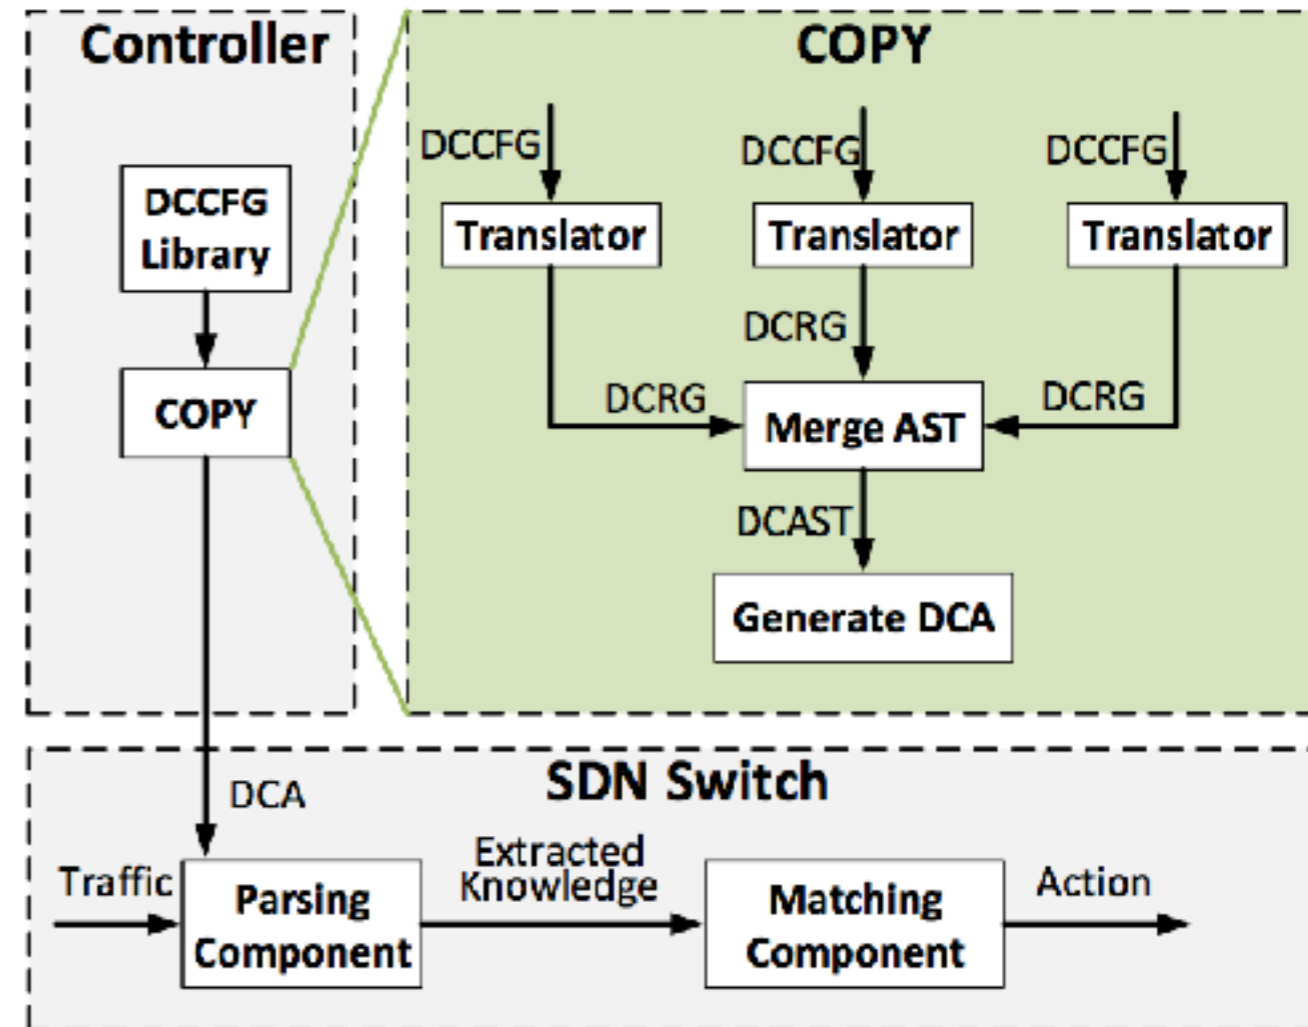 Controller
DCCFG
Library
COPY
COPY
DCCFG
DCCFG
DCCFG
Translator
Translator
Translator
DCRG
DCRG
DCRG
Merge AST
DCAST
Generate DCA
SDN Switch
DCA
Traffic
Parsing
Component
Extracted
Knowledge
Matching
Component
Action